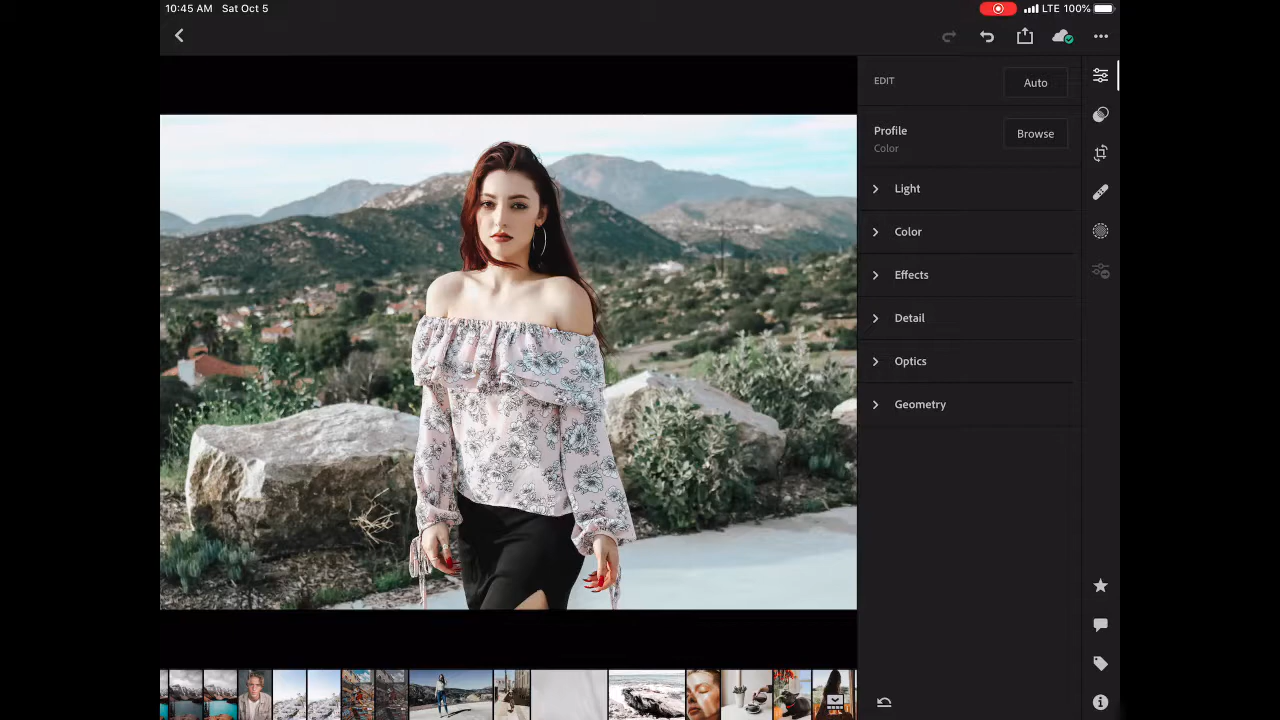 10:45 AM Sat Oct 5
LTE 100%
EDIT
Auto
Profile
Color
Browse
Light
Color
Effects
Detail
Optics
Geometry